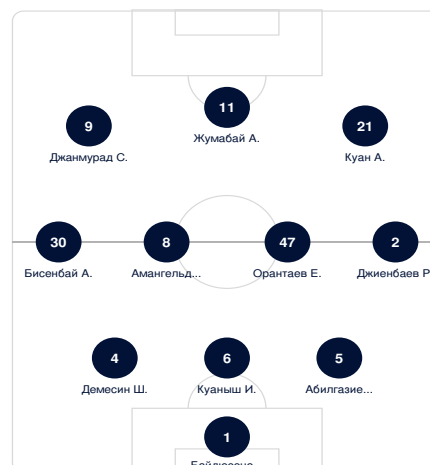 11
9
21
Жумабай А.
Джанмурад С.
Куан А.
30
8
47
2
Бисенбай А.
Амангельд...
Орантаев Е.
Джиенбаев Р
4
6
5
Демесин Ш.
Куаныш И.
Абилгазие...
1